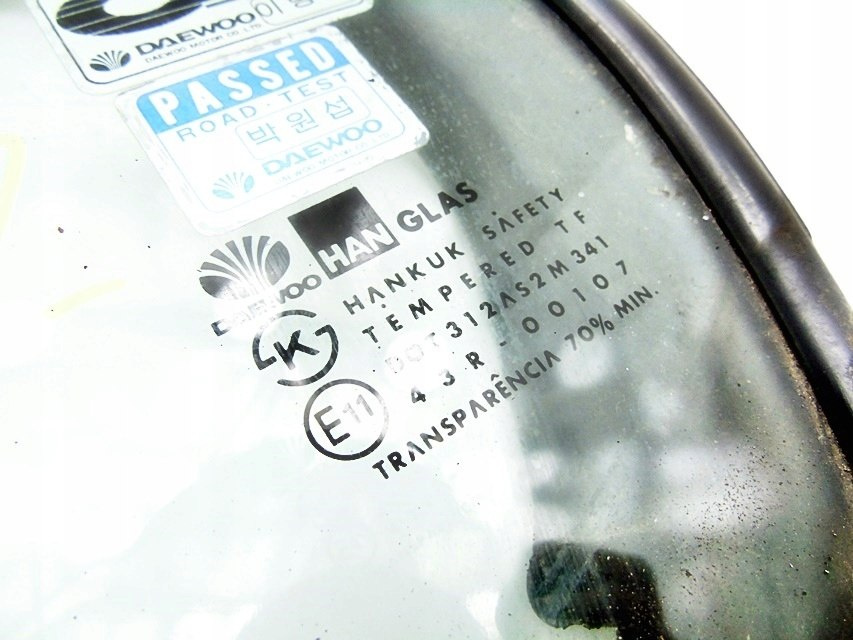 DAEWOO
DAEWOO MOTOR CO. LTD
PASSED
ROAD·TEST
박원섭
DAEWOO
DAEWOO
HAN GLAS
HANKUK SAFETY
TEMPERED TF
DOT312AS2M341
43R-00107
TRANSPARÊNCIA 70% MIN.
K
E11